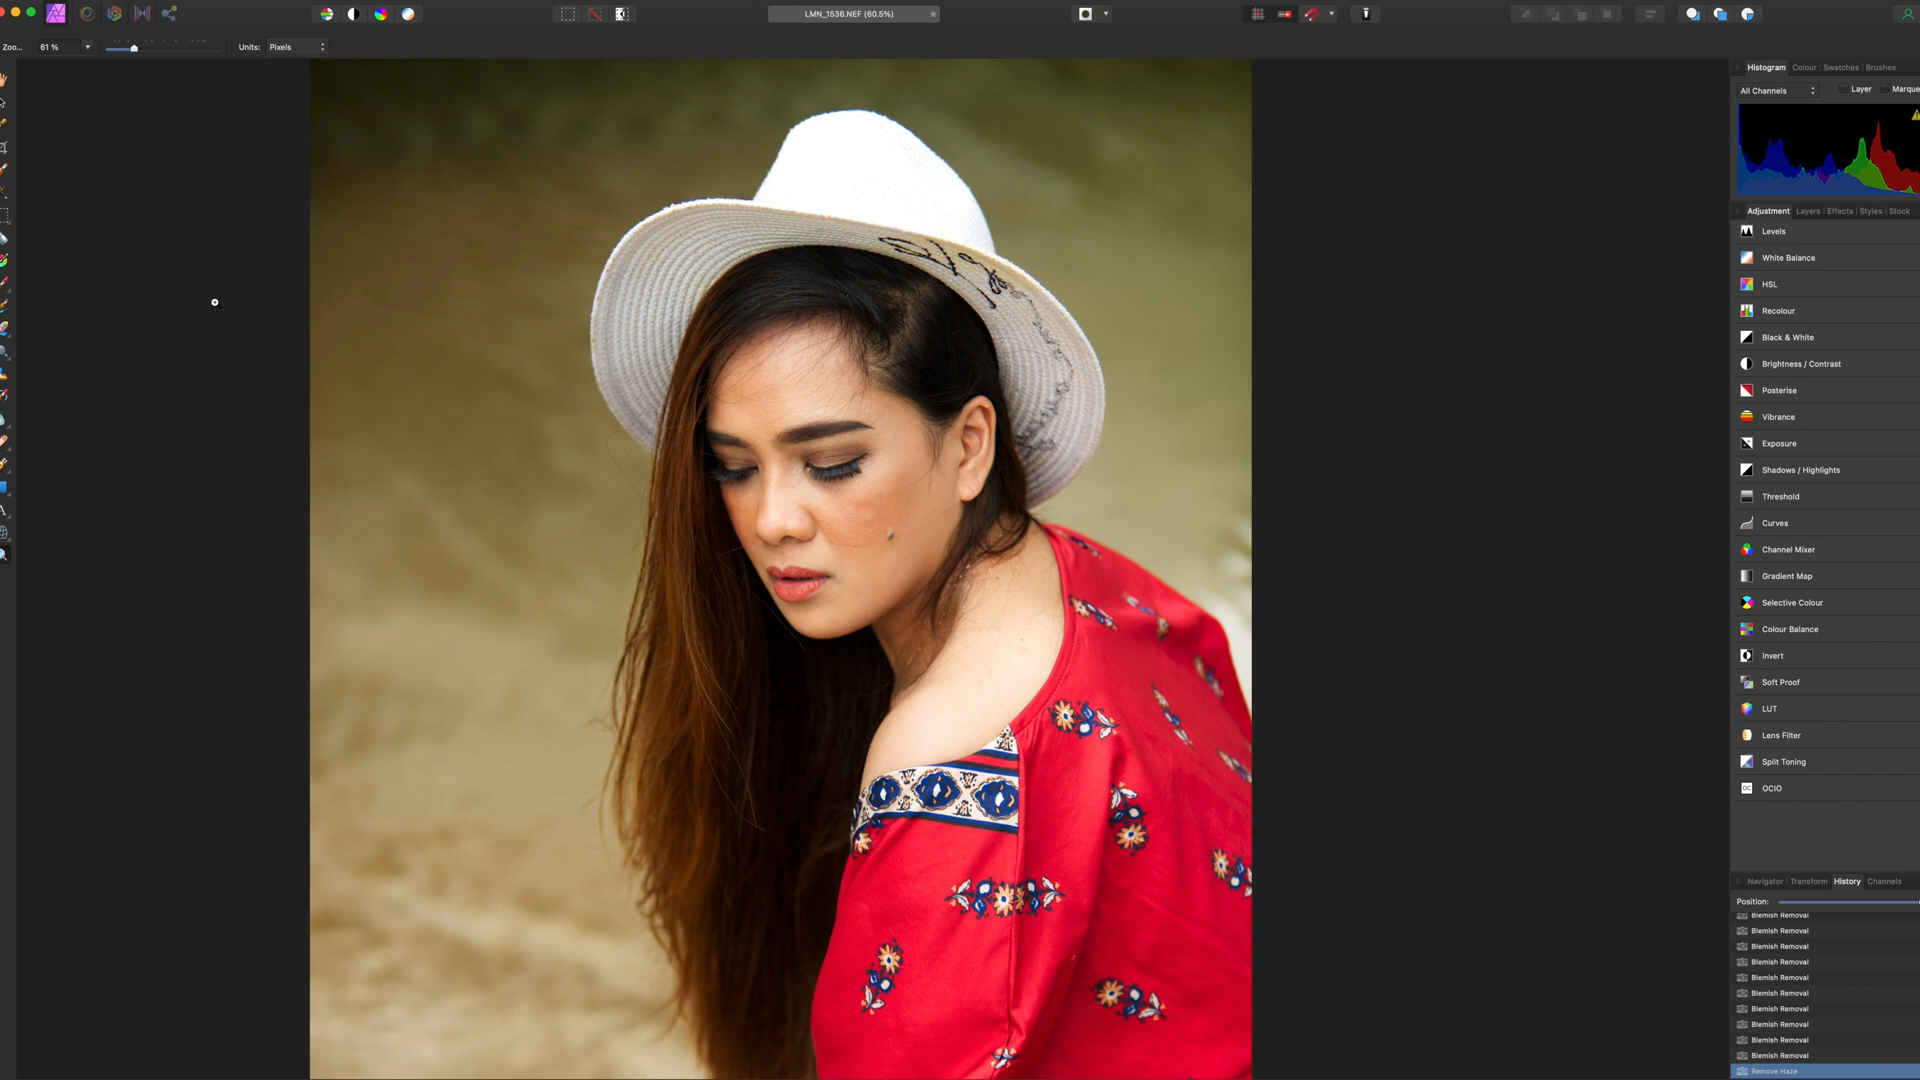 LMN_1536.NEF (60.5%)
Zoo... 61 % Units: Pixels
Histogram Colour Swatches Brushes
All Channels Layer Marque
Adjustment Layers Effects Styles Stock
Levels
White Balance
HSL
Recolour
Black & White
Brightness / Contrast
Posterise
Vibrance
Exposure
Shadows / Highlights
Threshold
Curves
Channel Mixer
Gradient Map
Selective Colour
Colour Balance
Invert
Soft Proof
LUT
Lens Filter
Split Toning
OCIO
Navigator Transform History Channels
Position:
Blemish Removal
Blemish Removal
Blemish Removal
Blemish Removal
Blemish Removal
Blemish Removal
Blemish Removal
Blemish Removal
Blemish Removal
Blemish Removal
Remove Haze